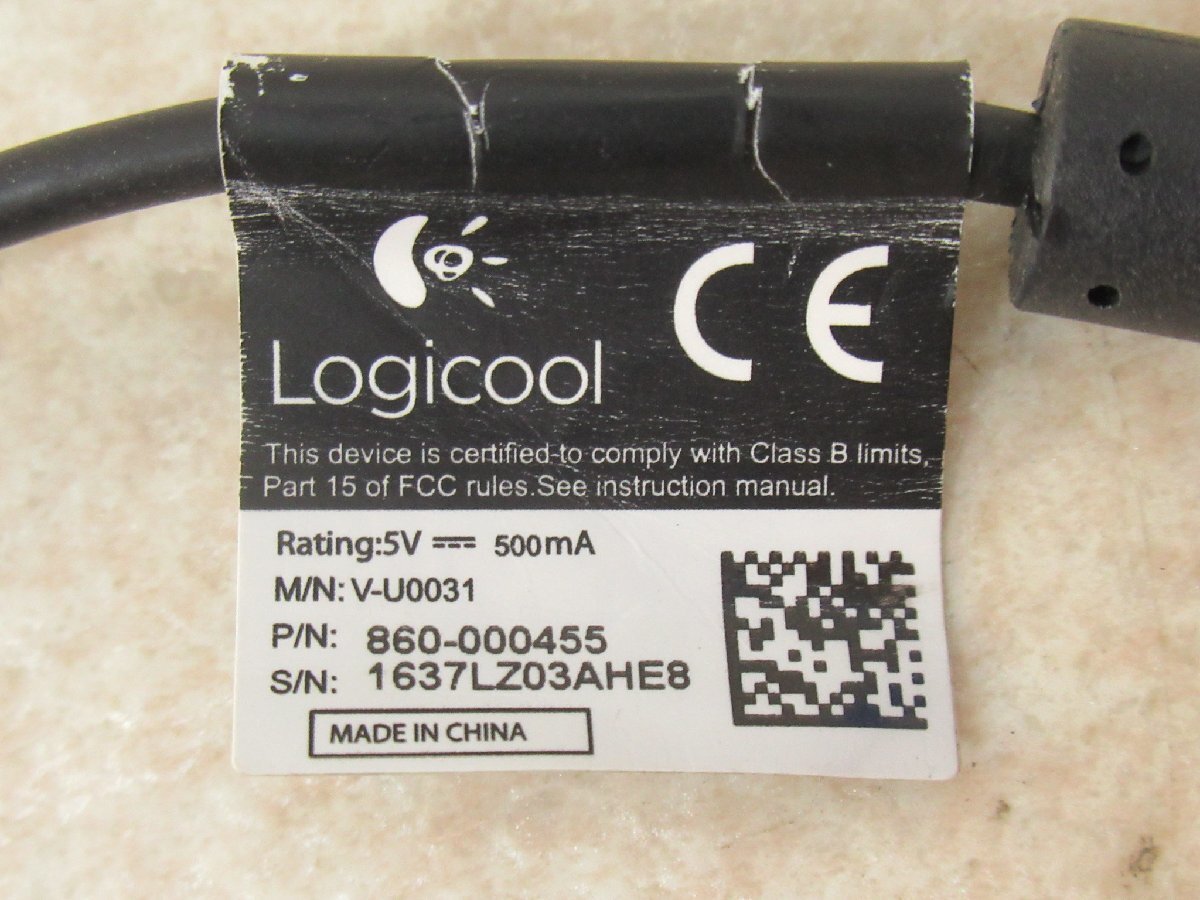 Logicool
CE
This device is certified to comply with Class B limits,
Part 15 of FCC rules.See instruction manual.
Rating:5V ⎓ 500mA
M/N: V-U0031
P/N: 860-000455
S/N: 1637LZ03AHE8
MADE IN CHINA